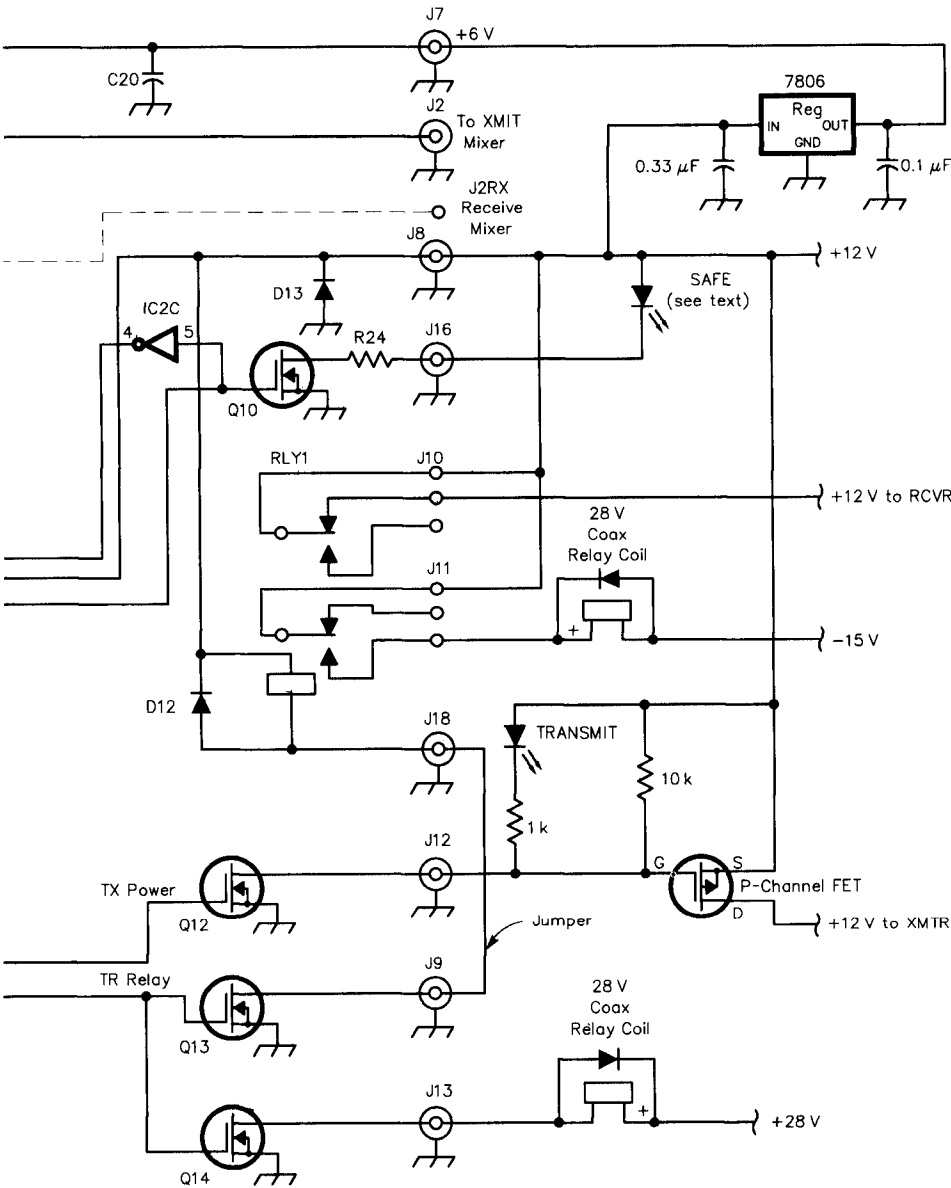 J7
+6 V
C20
7806
Reg
IN
OUT
GND
0.33 µF
0.1 µF
J2
To XMIT
Mixer
J2RX
Receive
Mixer
J8
+12 V
D13
SAFE
(see text)
IC2C
4
5
J16
R24
Q10
RLY1
J10
+12 V to RCVR
28 V
Coax
Relay Coil
J11
+
-15 V
D12
J18
TRANSMIT
10 k
1 k
J12
G
S
P-Channel FET
D
TX Power
Q12
+12 V to XMTR
Jumper
J9
TR Relay
Q13
28 V
Coax
Relay Coil
J13
+
+28 V
Q14